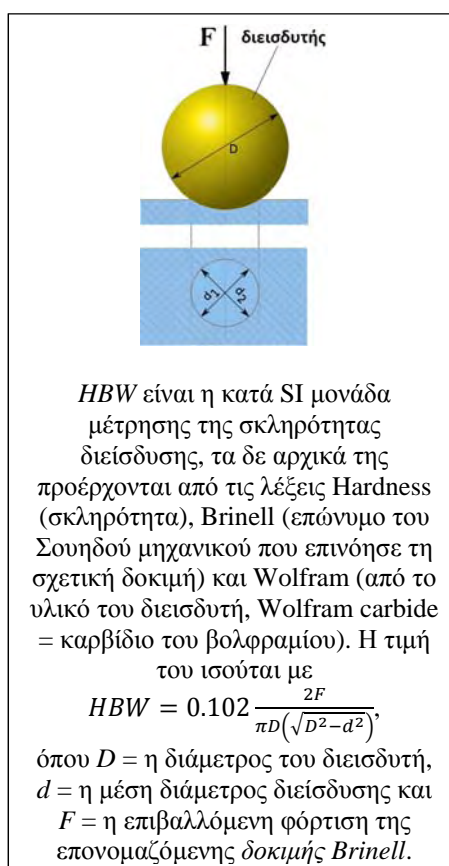 F διεισδυτής
D
d1 d2
HBW είναι η κατά SI μονάδα
μέτρησης της σκληρότητας
διείσδυσης, τα δε αρχικά της
προέρχονται από τις λέξεις Hardness
(σκληρότητα), Brinell (επώνυμο του
Σουηδού μηχανικού που επινόησε τη
σχετική δοκιμή) και Wolfram (από το
υλικό του διεισδυτή, Wolfram carbide
= καρβίδιο του βολφραμίου). Η τιμή
του ισούται με
HBW = 0.102 2F / πD(√D²−d²),
όπου D = η διάμετρος του διεισδυτή,
d = η μέση διάμετρος διείσδυσης και
F = η επιβαλλόμενη φόρτιση της
επονομαζόμενης δοκιμής Brinell.